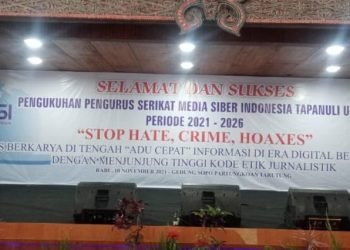 SI
SELAMAT DAN SUKSES
PENGUKUHAN PENGURUS SERIKAT MEDIA SIBER INDONESIA TAPANULI U
PERIODE 2021 - 2026
"STOP HATE, CRIME, HOAXES"
S BERKARYA DI TENGAH "ADU CEPAT" INFORMASI DI ERA DIGITAL BE
DENGAN MENJUNJUNG TINGGI KODE ETIK JURNALISTIK
RABU, 10 NOVEMBER 2021 - GEDUNG SOPO PARTUNGKOAN TARUTUNG